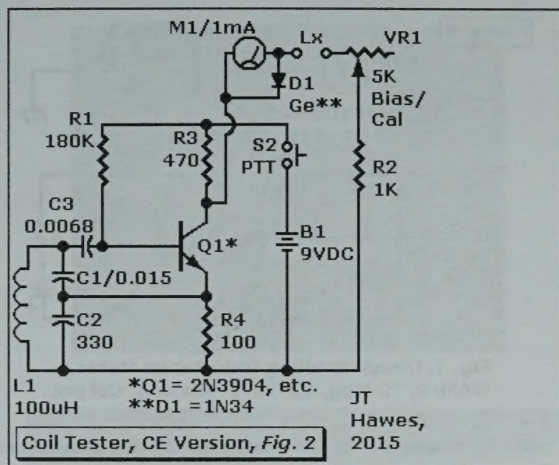 M1/1mA
Lx
VR1
5K
Bias/
Cal
D1
Ge**
R1
180K
R3
470
S2
PTT
R2
1K
C3
0.0068
Q1*
B1
9VDC
C1/0.015
C2
330
R4
100
L1
100uH
*Q1= 2N3904, etc.
**D1 =1N34
JT
Hawes,
2015
Coil Tester, CE Version, Fig. 2